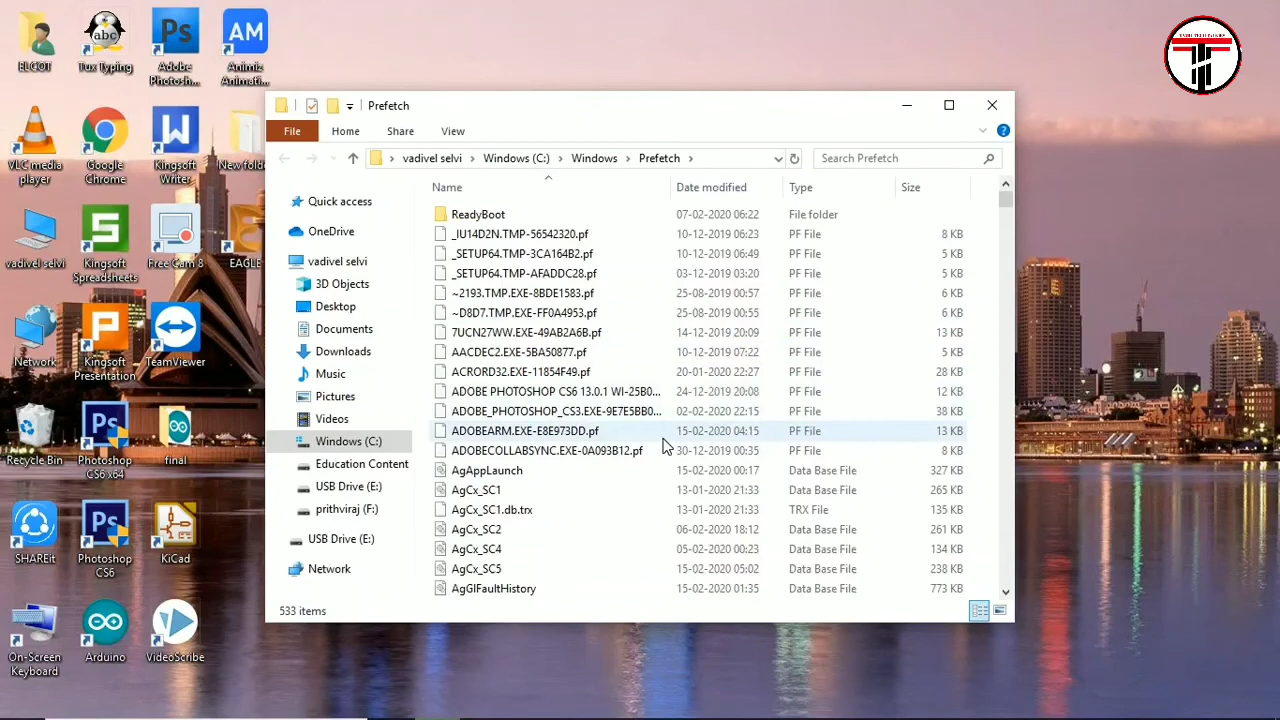 ELCOT
Tux Typing
Adobe Photosh...
Animiz Animati...
VLC media player
Google Chrome
Kingsoft Writer
New folde
vadivel selvi
Kingsoft Spreadsheets
Free Cam 8
EAGLE
Network
Kingsoft Presentation
TeamViewer
Recycle Bin
Photoshop CS6 x64
final
SHAREit
Photoshop CS6
KiCad
On-Screen Keyboard
Arduino
VideoScribe
Prefetch
File Home Share View
vadivel selvi > Windows (C:) > Windows > Prefetch >
Search Prefetch
Quick access
OneDrive
vadivel selvi
3D Objects
Desktop
Documents
Downloads
Music
Pictures
Videos
Windows (C:)
Education Content
USB Drive (E:)
prithviraj (F:)
USB Drive (E:)
Network
Name Date modified Type Size
ReadyBoot 07-02-2020 06:22 File folder
_IU14D2N.TMP-56542320.pf 10-12-2019 06:23 PF File 8 KB
_SETUP64.TMP-3CA164B2.pf 10-12-2019 06:49 PF File 5 KB
_SETUP64.TMP-AFADDC28.pf 03-12-2019 03:20 PF File 5 KB
~2193.TMP.EXE-8BDE1583.pf 25-08-2019 00:57 PF File 6 KB
~D8D7.TMP.EXE-FF0A4953.pf 25-08-2019 00:55 PF File 6 KB
7UCN27WW.EXE-49AB2A6B.pf 14-12-2019 20:09 PF File 13 KB
AACDEC2.EXE-5BA50877.pf 10-12-2019 07:22 PF File 5 KB
ACRORD32.EXE-11854F49.pf 20-01-2020 12:27 PF File 28 KB
ADOBE PHOTOSHOP CS6 13.0.1 WI-25B0... 24-12-2019 20:08 PF File 12 KB
ADOBE_PHOTOSHOP_CS3.EXE-9E7E5BB0... 02-02-2020 22:15 PF File 38 KB
ADOBEARM.EXE-E8E973DD.pf 15-02-2020 04:15 PF File 13 KB
ADOBECOLLABSYNC.EXE-0A093B12.pf 30-12-2019 00:35 PF File 8 KB
AgAppLaunch 15-02-2020 00:17 Data Base File 327 KB
AgCx_SC1 13-01-2020 21:33 Data Base File 265 KB
AgCx_SC1.db.trx 13-01-2020 21:33 TRX File 135 KB
AgCx_SC2 06-02-2020 18:12 Data Base File 261 KB
AgCx_SC4 05-02-2020 00:23 Data Base File 134 KB
AgCx_SC5 15-02-2020 05:02 Data Base File 238 KB
AgGlFaultHistory 15-02-2020 01:35 Data Base File 773 KB
533 items